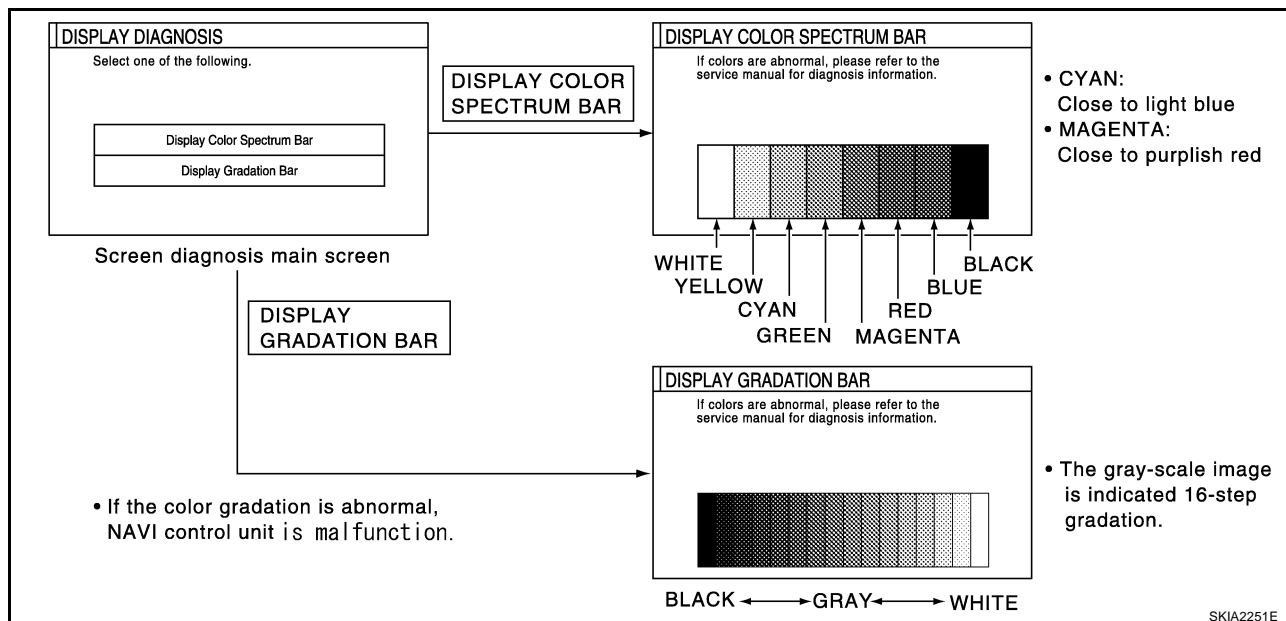 DISPLAY DIAGNOSIS
Select one of the following.
Display Color Spectrum Bar
Display Gradation Bar
Screen diagnosis main screen
DISPLAY COLOR
SPECTRUM BAR
DISPLAY COLOR SPECTRUM BAR
If colors are abnormal, please refer to the
service manual for diagnosis information.
WHITE
YELLOW
CYAN
GREEN
MAGENTA
RED
BLUE
BLACK
• CYAN:
Close to light blue
• MAGENTA:
Close to purplish red
DISPLAY
GRADATION BAR
• If the color gradation is abnormal,
NAVI control unit is malfunction.
DISPLAY GRADATION BAR
If colors are abnormal, please refer to the
service manual for diagnosis information.
BLACK GRAY WHITE
• The gray-scale image
is indicated 16-step
gradation.
SKIA2251E